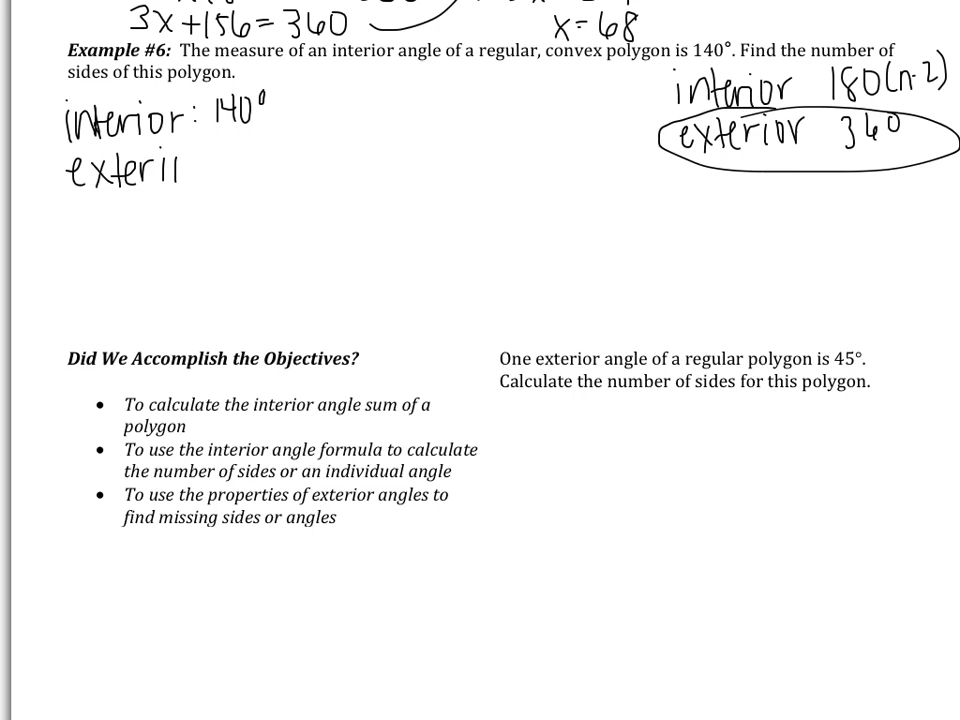 3x+156=360 x=68
Example #6: The measure of an interior angle of a regular, convex polygon is 140°. Find the number of
sides of this polygon.
interior 180(n-2)
interior: 140°
exterior 360
exteri
Did We Accomplish the Objectives?
• To calculate the interior angle sum of a
polygon
• To use the interior angle formula to calculate
the number of sides or an individual angle
• To use the properties of exterior angles to
find missing sides or angles
One exterior angle of a regular polygon is 45°.
Calculate the number of sides for this polygon.